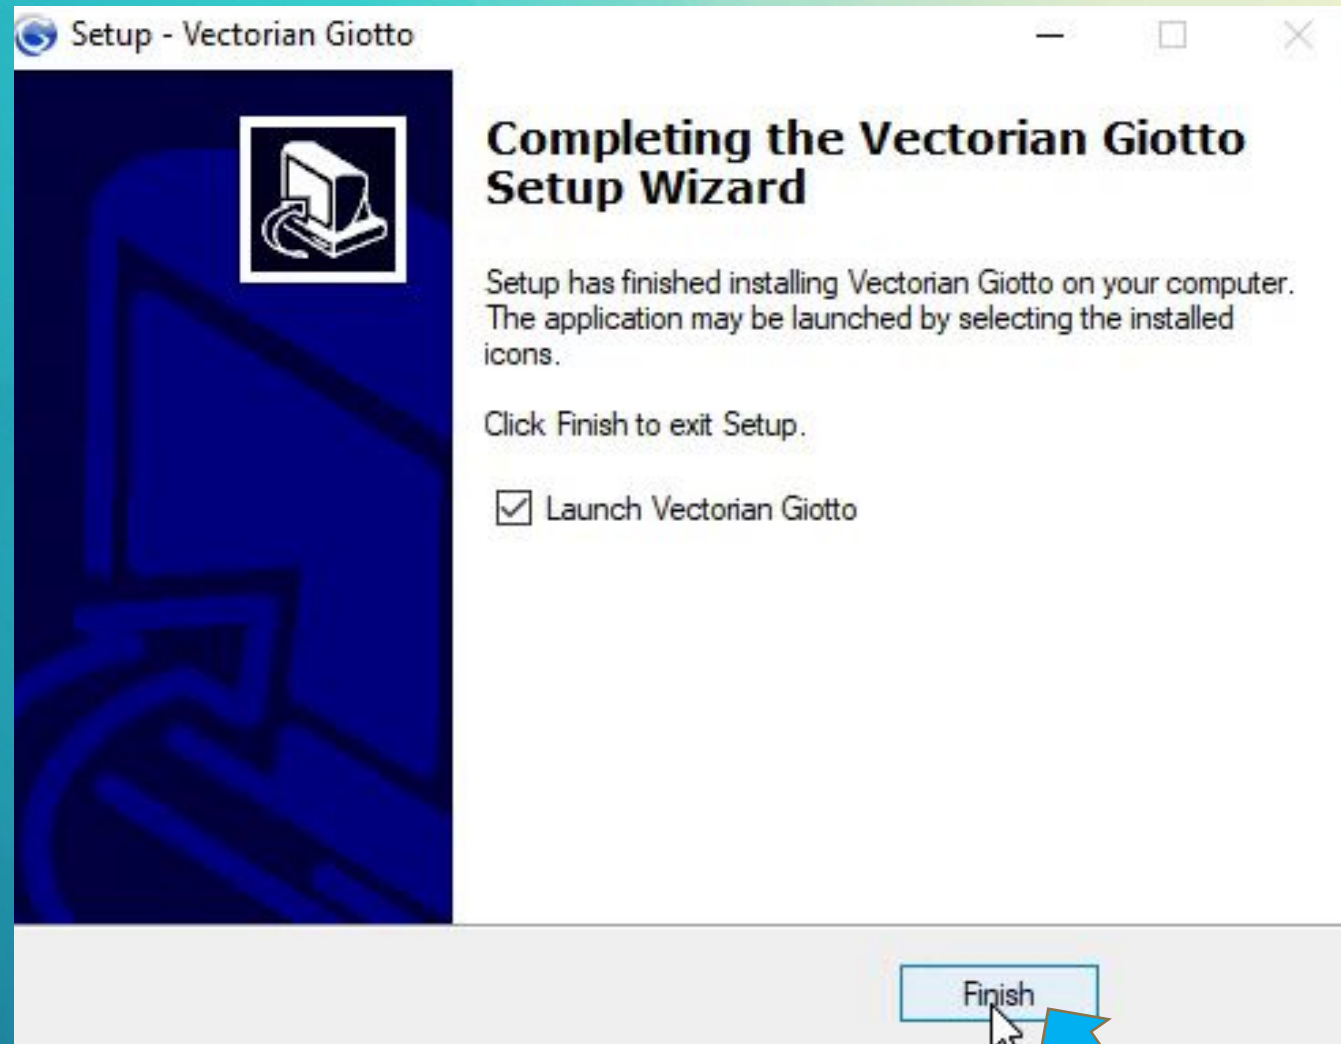 Setup - Vectorian Giotto
Completing the Vectorian Giotto
Setup Wizard
Setup has finished installing Vectorian Giotto on your computer.
The application may be launched by selecting the installed
icons.
Click Finish to exit Setup.
Launch Vectorian Giotto
Finish